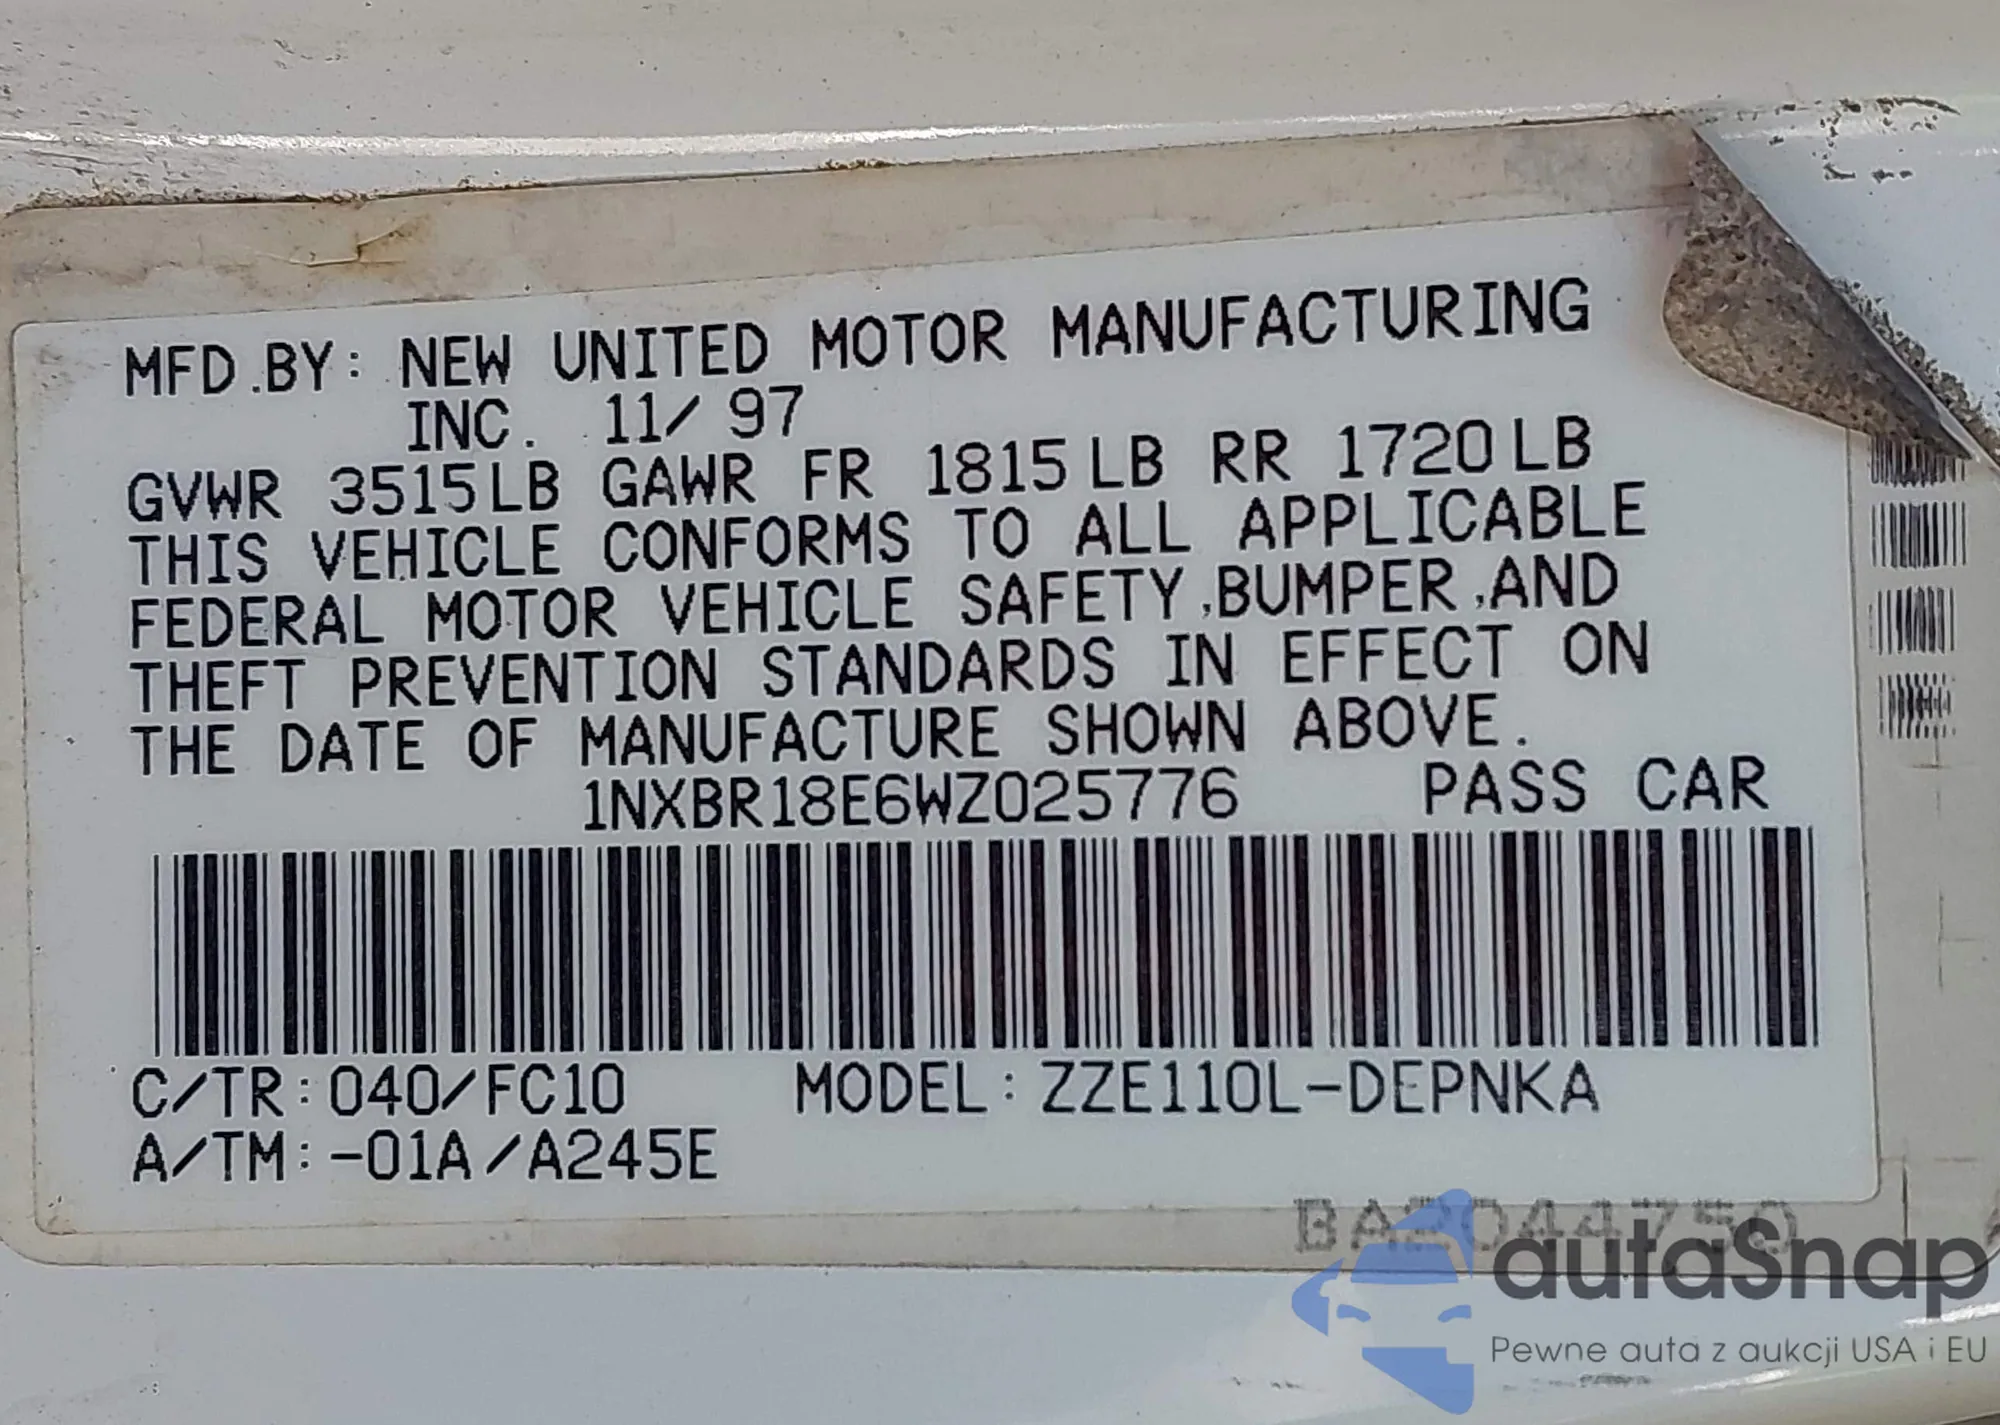 MFD.BY: NEW UNITED MOTOR MANUFACTURING
INC. 11/97
GVWR 3515LB GAWR FR 1815LB RR 1720LB
THIS VEHICLE CONFORMS TO ALL APPLICABLE
FEDERAL MOTOR VEHICLE SAFETY,BUMPER,AND
THEFT PREVENTION STANDARDS IN EFFECT ON
THE DATE OF MANUFACTURE SHOWN ABOVE.
1NXBR18E6WZ025776 PASS CAR
C/TR:040/FC10 MODEL:ZZE110L-DEPNKA
A/TM:-01A/A245E
BA2044750
autaSnap
Pewne auta z aukcji USA i EU